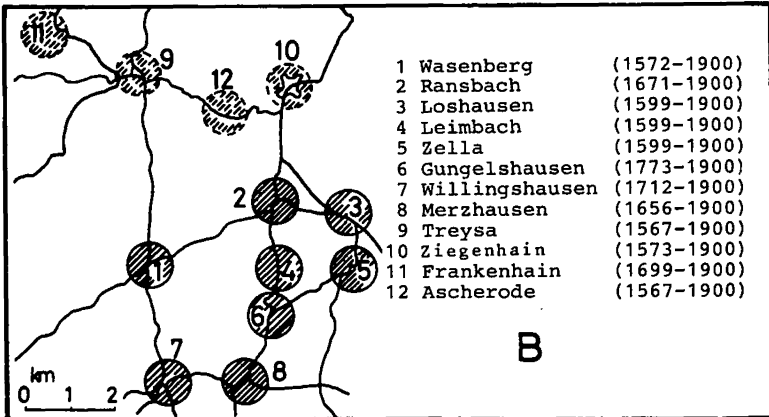 11
9
10
12
2
3
1
4
5
6
7
8
km
0 1 2
1 Wasenberg (1572-1900)
2 Ransbach (1671-1900)
3 Loshausen (1599-1900)
4 Leimbach (1599-1900)
5 Zella (1599-1900)
6 Gungelshausen (1773-1900)
7 Willingshausen (1712-1900)
8 Merzhausen (1656-1900)
9 Treysa (1567-1900)
10 Ziegenhain (1573-1900)
11 Frankenhain (1699-1900)
12 Ascherode (1567-1900)
B